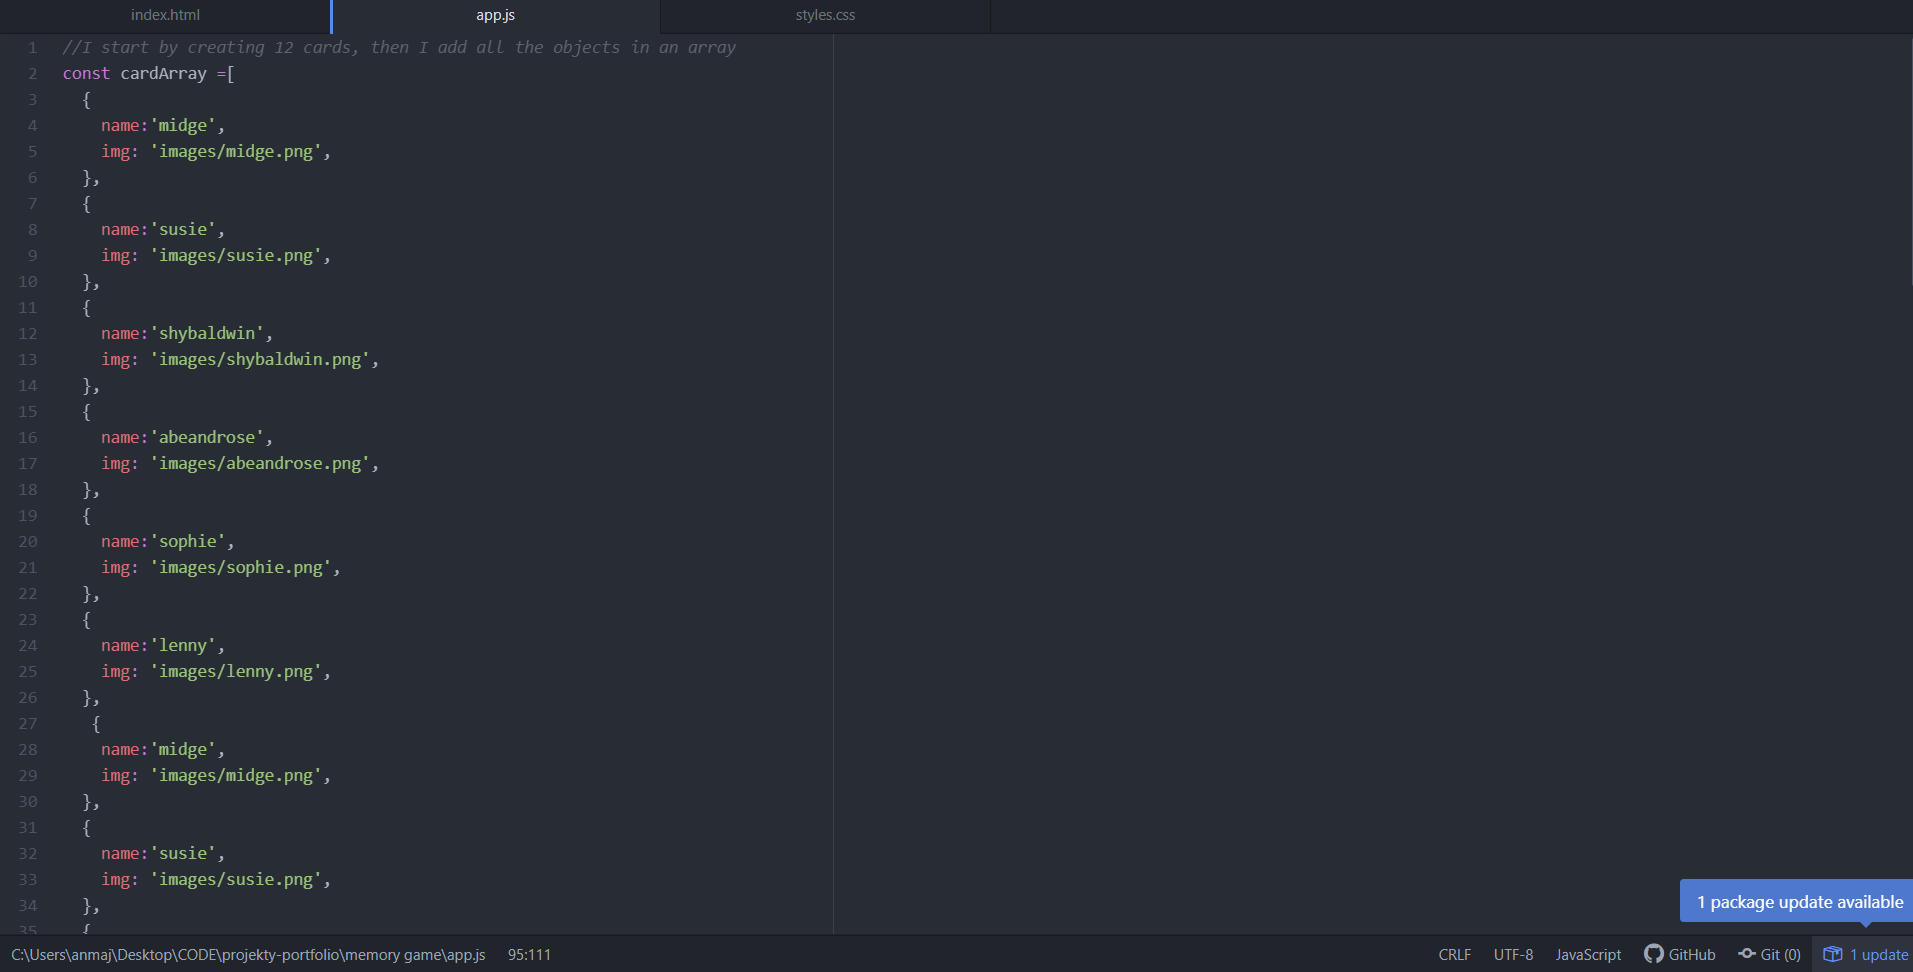 index.html app.js styles.css
1 //I start by creating 12 cards, then I add all the objects in an array
2 const cardArray =[
3 {
4 name:'midge',
5 img: 'images/midge.png',
6 },
7 {
8 name:'susie',
9 img: 'images/susie.png',
10 },
11 {
12 name:'shybaldwin',
13 img: 'images/shybaldwin.png',
14 },
15 {
16 name:'abeandrose',
17 img: 'images/abeandrose.png',
18 },
19 {
20 name:'sophie',
21 img: 'images/sophie.png',
22 },
23 {
24 name:'lenny',
25 img: 'images/lenny.png',
26 },
27 {
28 name:'midge',
29 img: 'images/midge.png',
30 },
31 {
32 name:'susie',
33 img: 'images/susie.png',
34 },
35 {
1 package update available
C:\Users\anmaj\Desktop\CODE\projekty-portfolio\memory game\app.js 95:111 CRLF UTF-8 JavaScript GitHub Git (0) 1 update